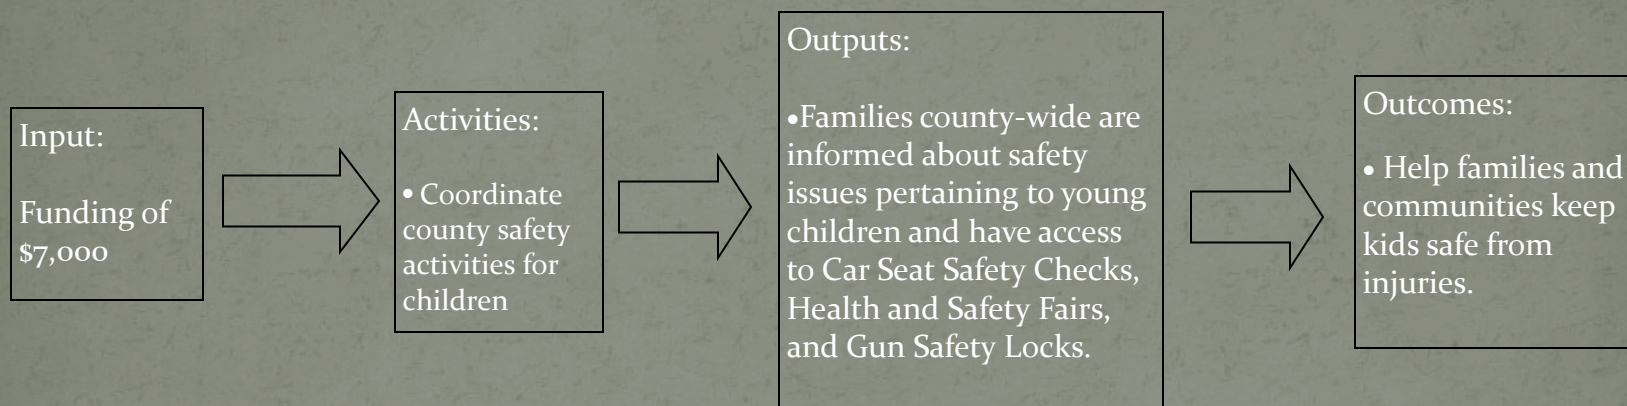 Input:
Funding of
$7,000
Activities:
• Coordinate
county safety
activities for
children
Outputs:
•Families county-wide are
informed about safety
issues pertaining to young
children and have access
to Car Seat Safety Checks,
Health and Safety Fairs,
and Gun Safety Locks.
Outcomes:
• Help families and
communities keep
kids safe from
injuries.